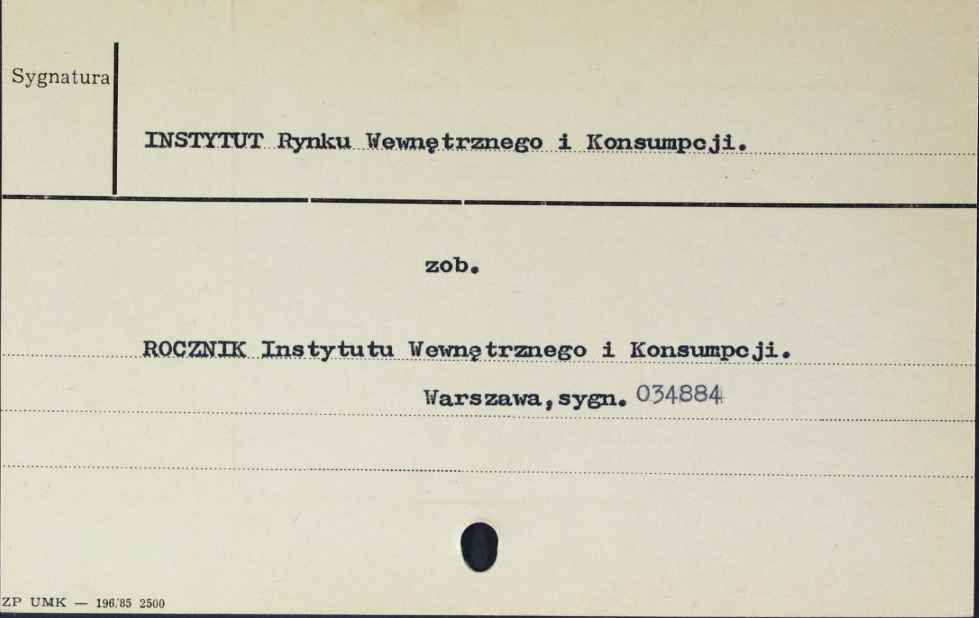 Sygnatura
INSTYTUT Rynku Wewnętrznego i Konsumpcji.
zob.
ROCZNIK Instytutu Wewnętrznego i Konsumpcji.
Warszawa,sygn. 034884
ZP UMK — 196/85 2500